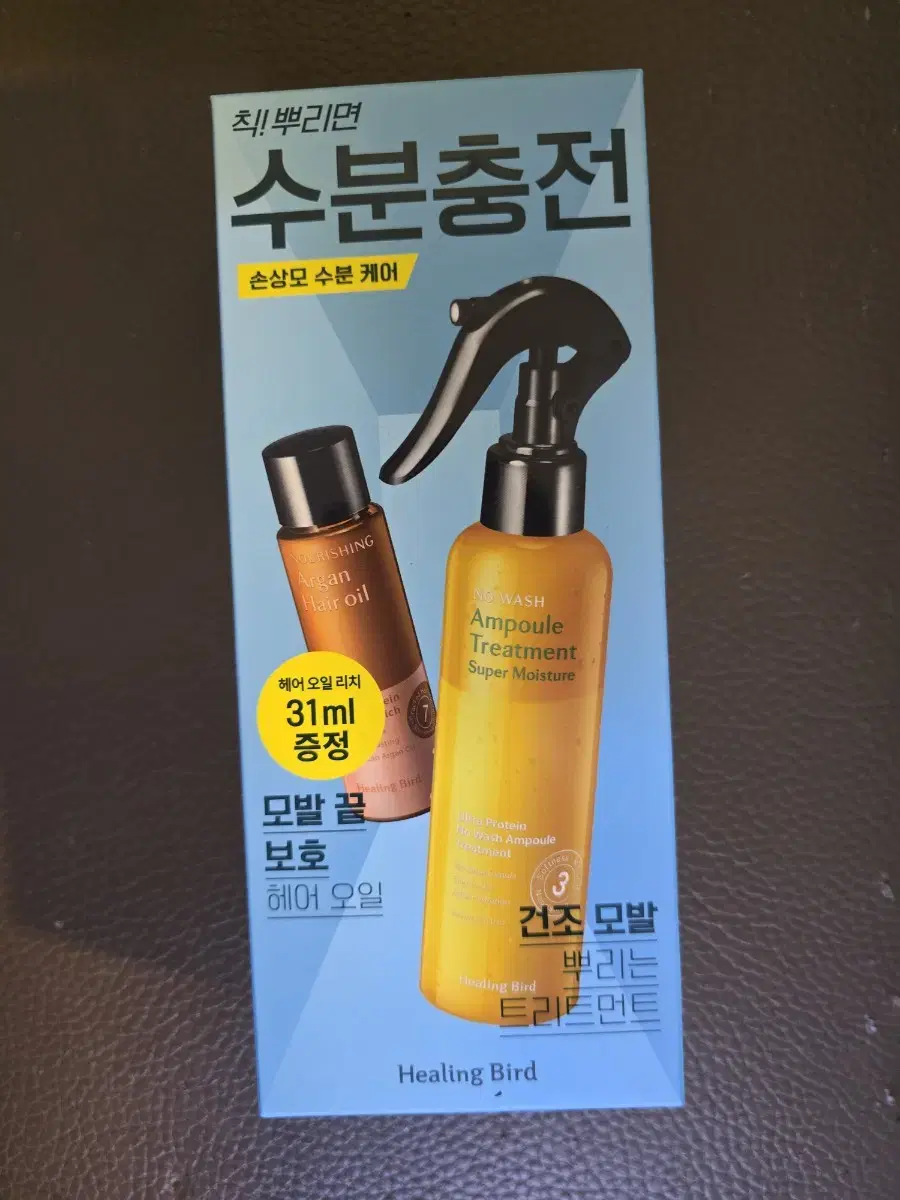 칙! 뿌리면
수분충전
손상모 수분 케어
NOURISHING
Argan
Hair oil
헤어 오일 리치
31ml
증정
7
Healing Bird
모발 끝
보호
헤어 오일
NO WASH
Ampoule
Treatment
Super Moisture
Ultra Protein
No Wash Ampoule
Treatment
Softness
3
Healing Bird
건조 모발
뿌리는
트리트먼트
Healing Bird